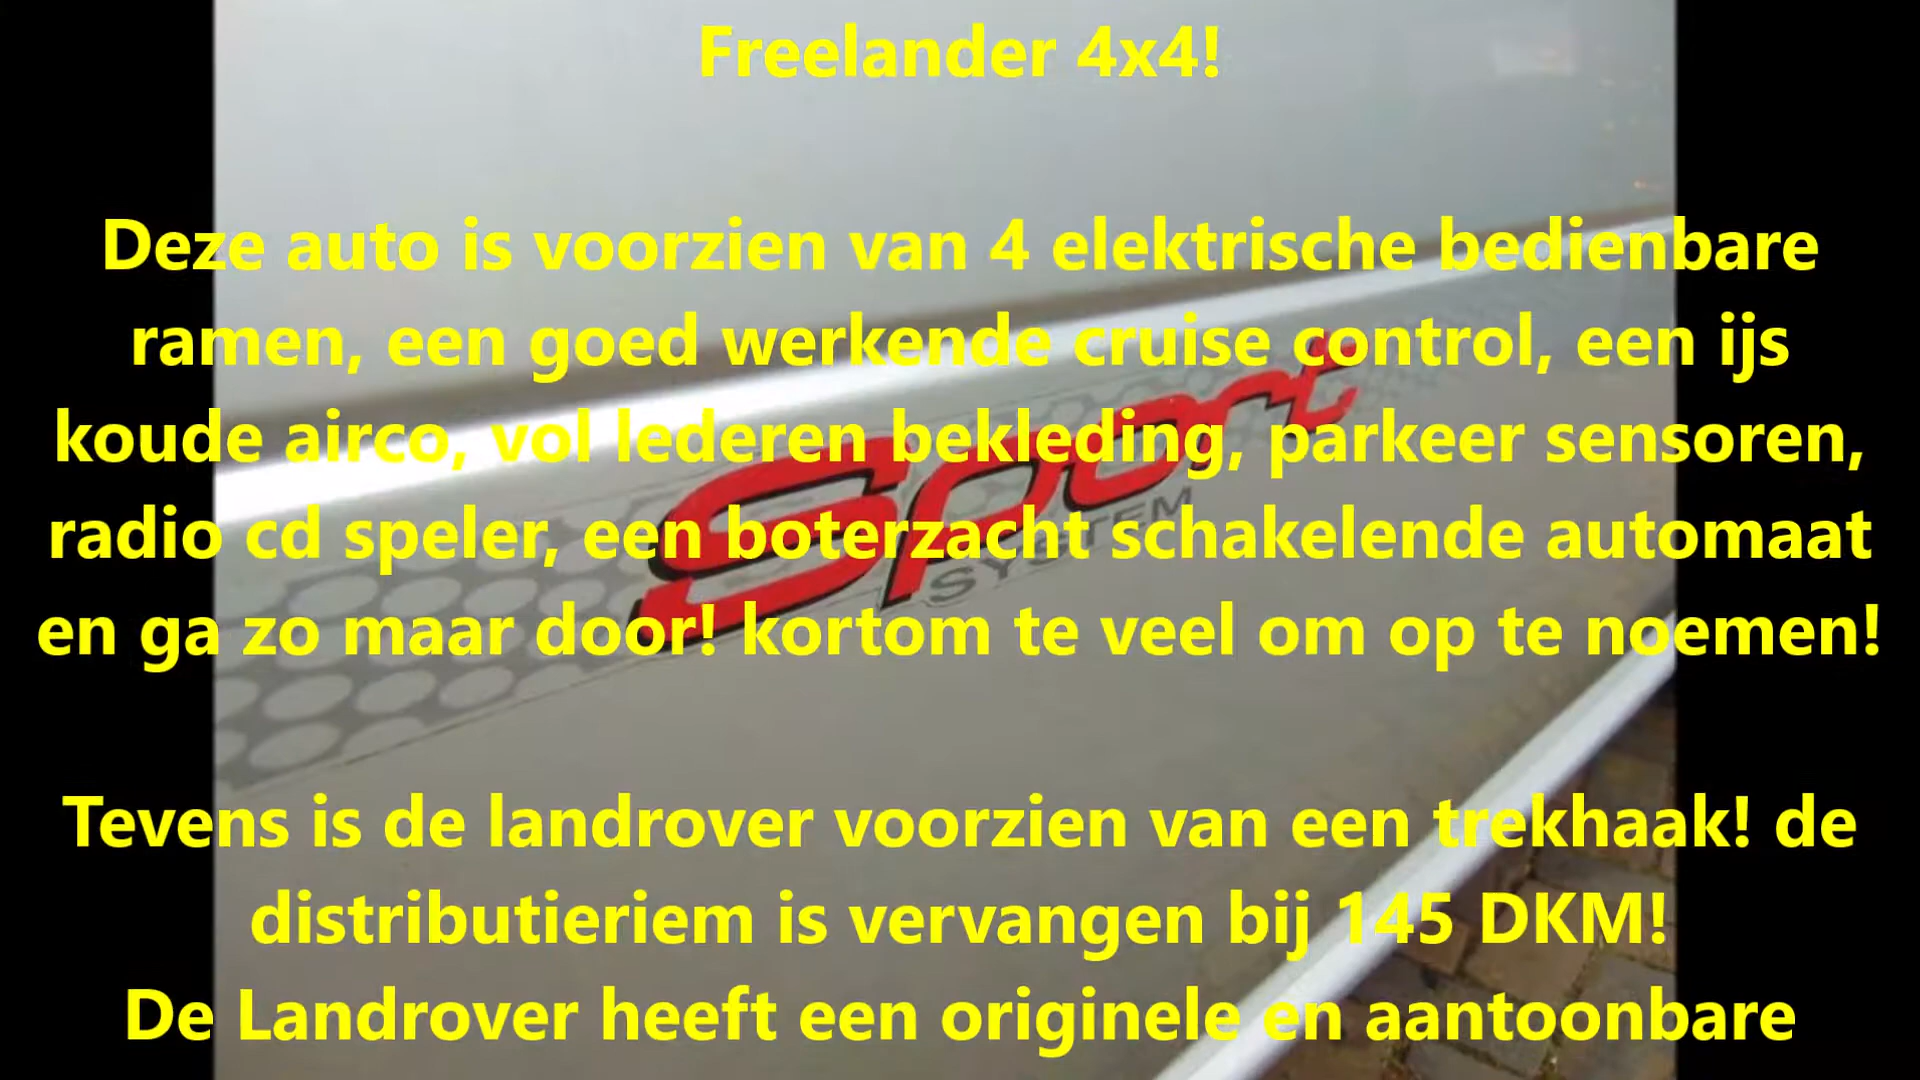 Freelander 4x4!
Deze auto is voorzien van 4 elektrische bedienbare
ramen, een goed werkende cruise control, een ijs
koude airco, vol lederen bekleding, parkeer sensoren,
radio cd speler, een boterzacht schakelende automaat
en ga zo maar door! kortom te veel om op te noemen!
Tevens is de landrover voorzien van een trekhaak! de
distributieriem is vervangen bij 145 DKM!
De Landrover heeft een originele en aantoonbare
Sport
SYSTEM